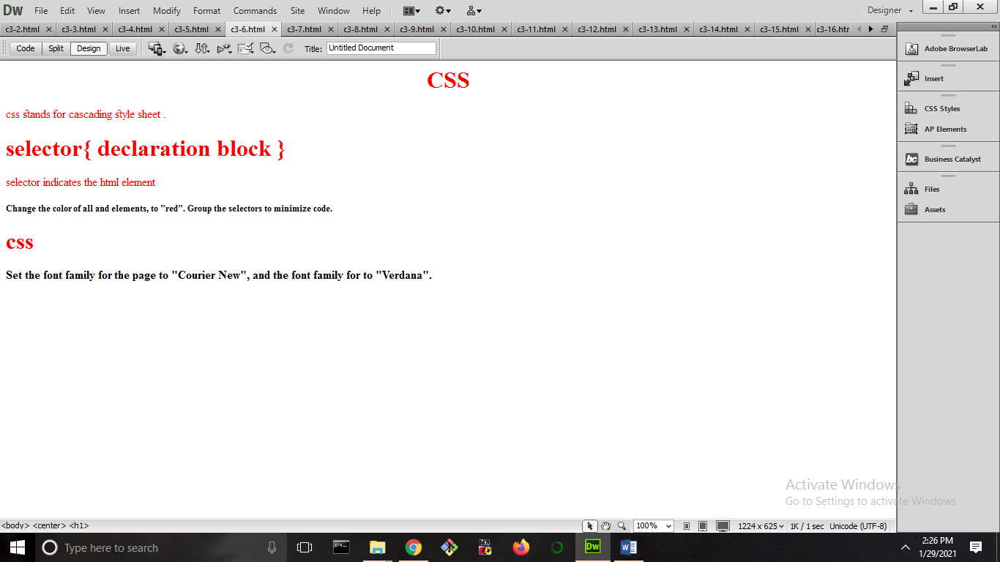 Dw File Edit View Insert Modify Format Commands Site Window Help Designer
c3-2.html c3-3.html c3-4.html c3-5.html c3-6.html c3-7.html c3-8.html c3-9.html c3-10.html c3-11.html c3-12.html c3-13.html c3-14.html c3-15.html c3-16.htr
Code Split Design Live Title: Untitled Document
CSS
css stands for cascading style sheet .
selector{ declaration block }
selector indicates the html element
Change the color of all and elements, to "red". Group the selectors to minimize code.
css
Set the font family for the page to "Courier New", and the font family for to "Verdana".
Adobe BrowserLab
Insert
CSS Styles
AP Elements
bc Business Catalyst
Files
Assets
Activate Windows
Go to Settings to activate Windows.
<body> <center> <h1> 100% 1224 x 625 1K / 1 sec Unicode (UTF-8)
Type here to search Dw W 2:26 PM
1/29/2021